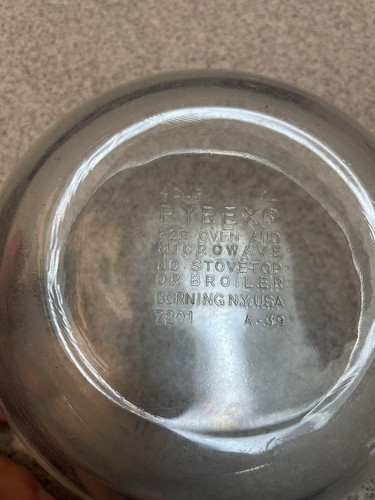 PYREX®
FOR OVEN AND
MICROWAVE
NO STOVETOP
OR BROILER
CORNING N.Y. USA
7201 A-39